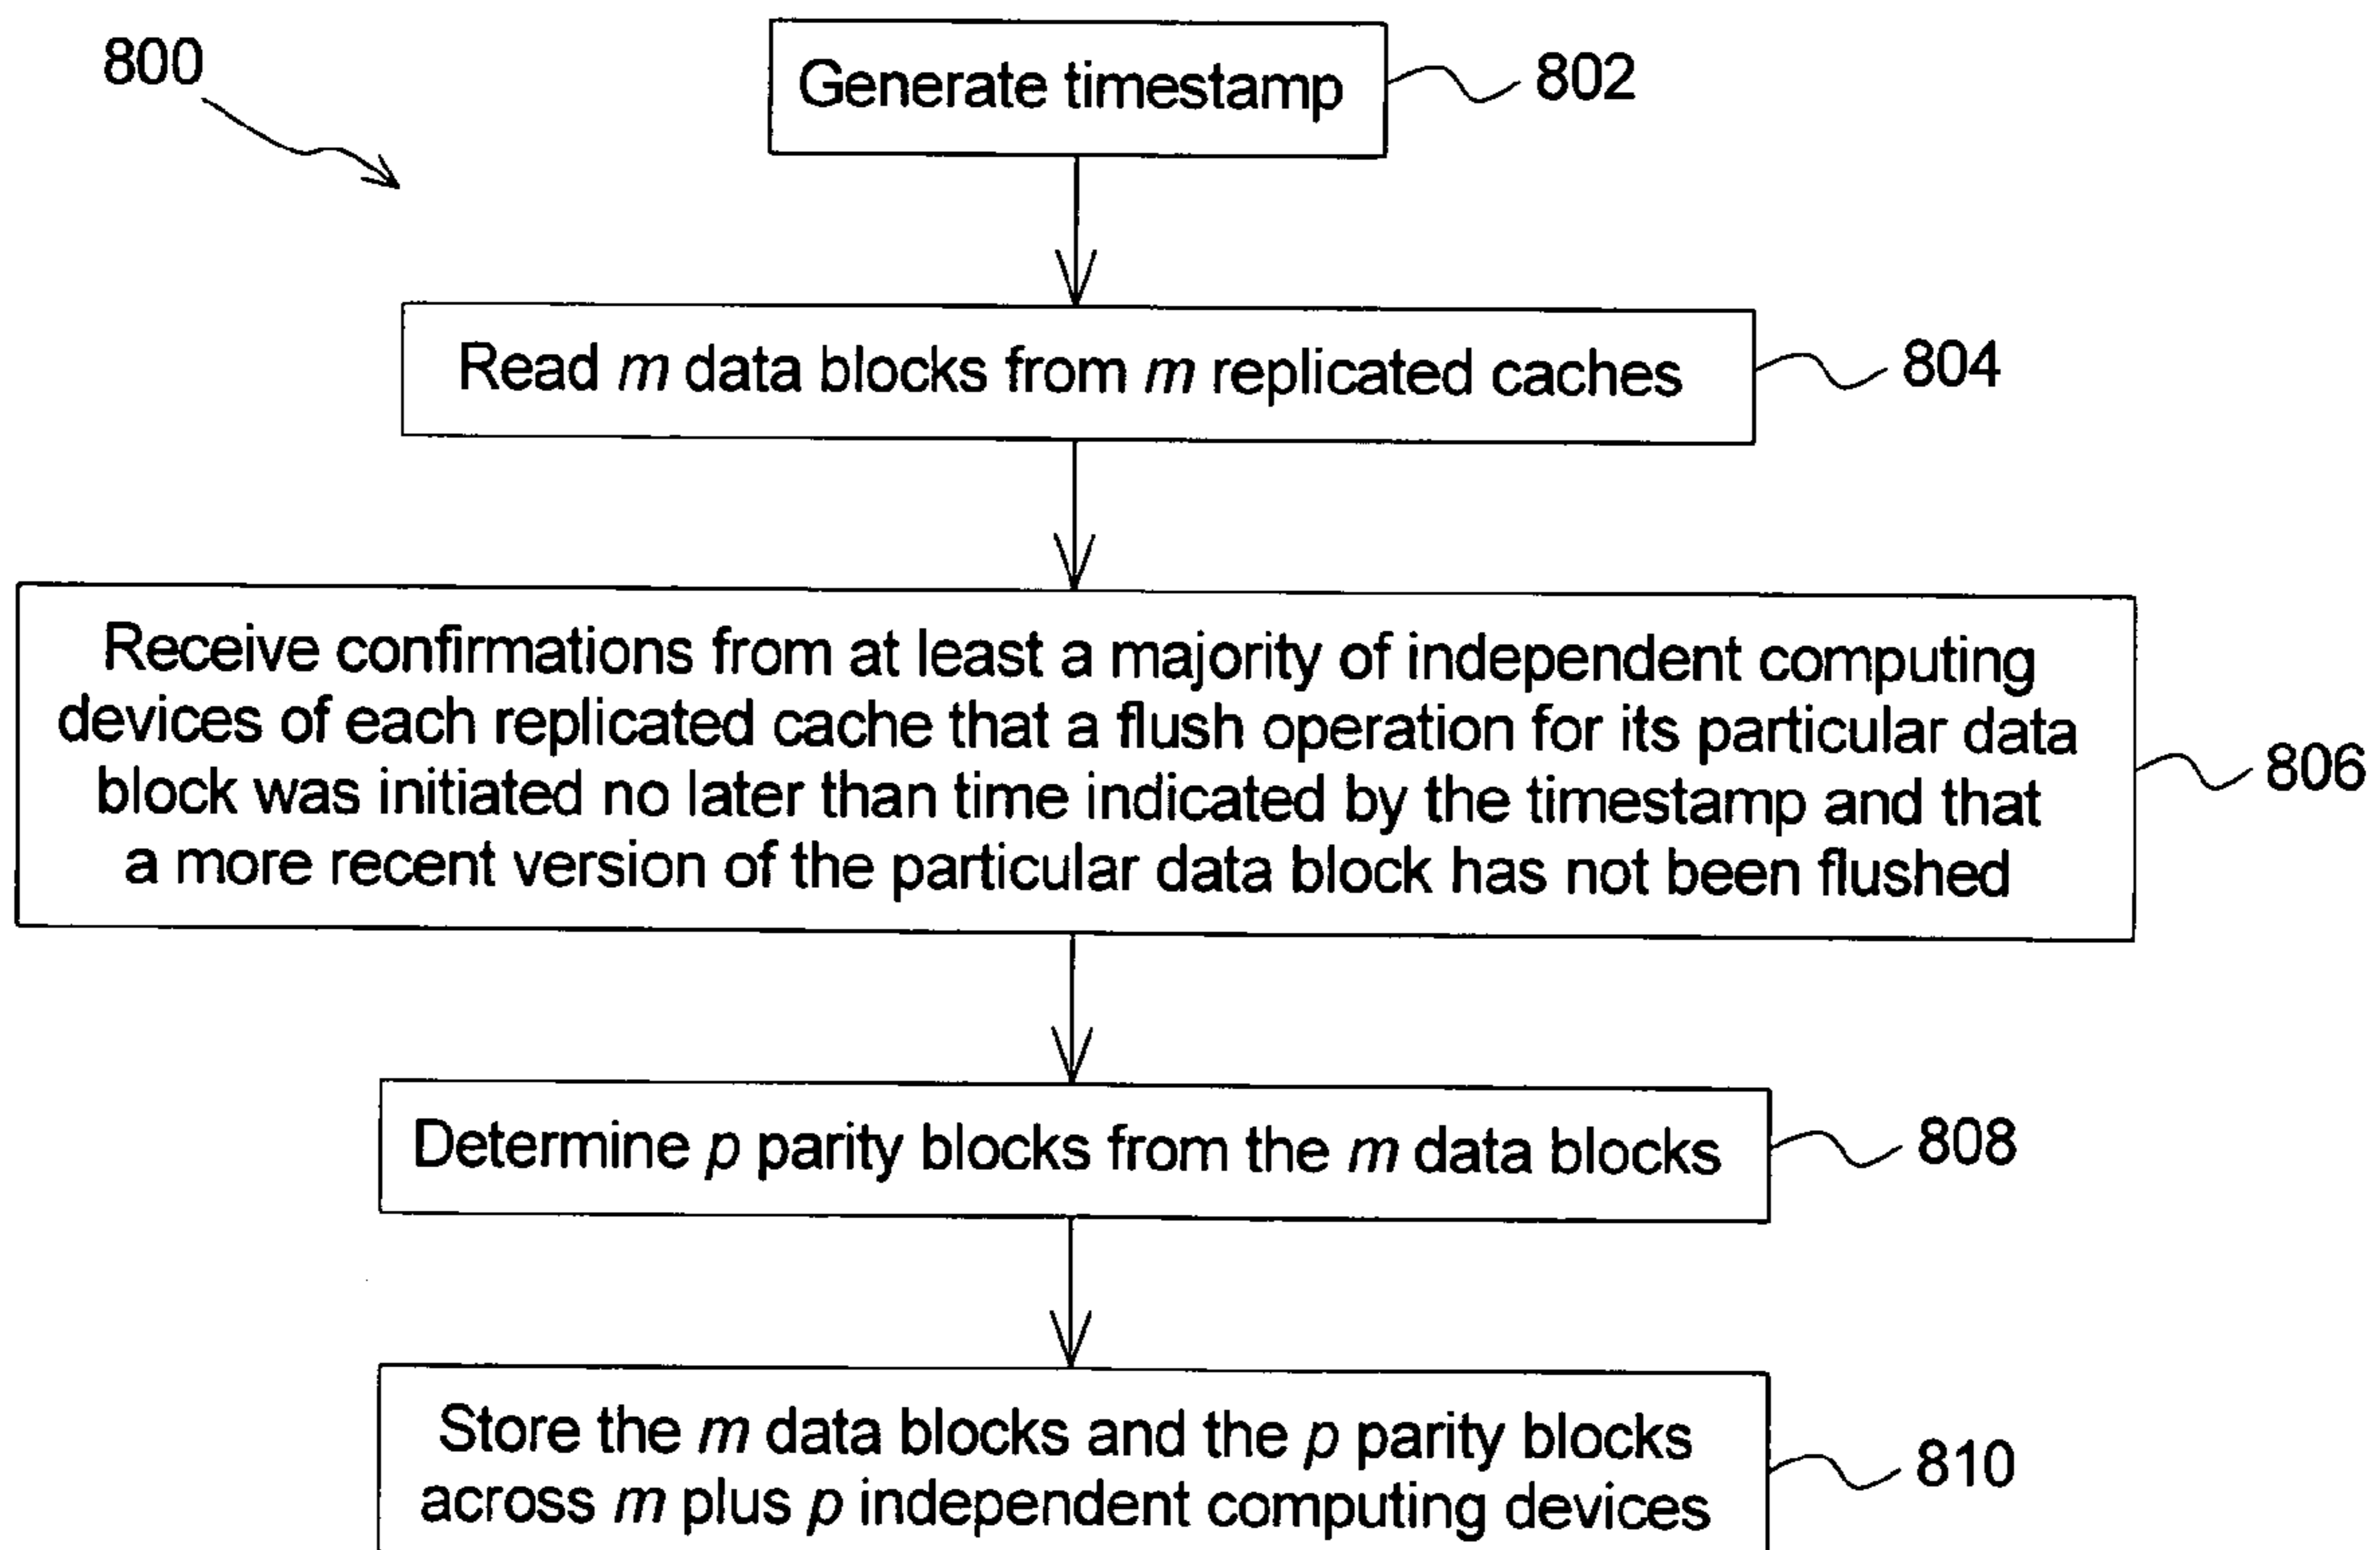 800
Generate timestamp
802
Read m data blocks from m replicated caches
804
Receive confirmations from at least a majority of independent computing
devices of each replicated cache that a flush operation for its particular data
block was initiated no later than time indicated by the timestamp and that
a more recent version of the particular data block has not been flushed
806
Determine p parity blocks from the m data blocks
808
Store the m data blocks and the p parity blocks
across m plus p independent computing devices
810